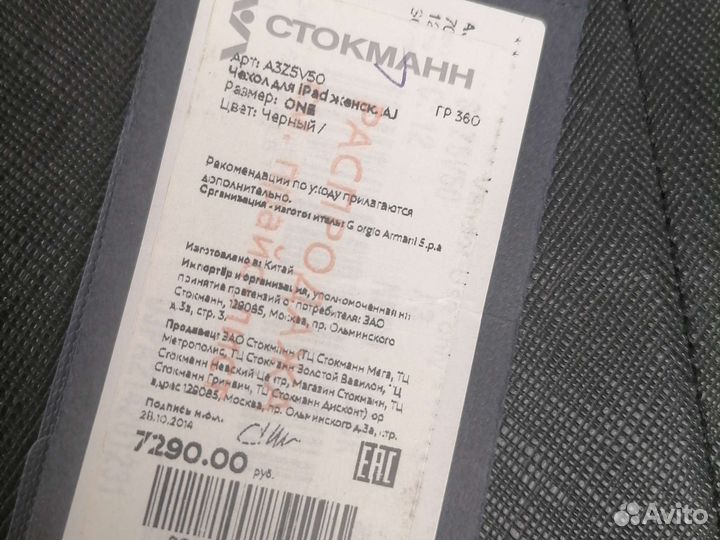 СТОКМАНН
Арт: A3Z5V50
Чехол для iPad женск. AJ ГР 360
Размер: ONE
Цвет: Черный /
РАСПРОДАЖА
Рекомендации по уходу прилагаются
дополнительно.
Организация - изготовитель: Giorgio Armani S.p.a
Изготовлено в: Китай
Импортёр и организация, уполномоченная на
принятие претензий от потребителя: ЗАО
Стокманн, 129085, Москва, пр. Ольминского
д.3а, стр. 3.
Продавец: ЗАО Стокманн (ТЦ Стокманн Мега, ТЦ
Метрополис, ТЦ Стокманн Золотой Вавилон, ТЦ
Стокманн Невский Центр, Магазин Стокманн, ТЦ
Стокманн Гринвич, ТЦ Стокманн Дисконт) юр
адрес 129085, Москва, пр. Ольминского д.3а, стр.
Подпись
28.10.2014
7290.00 руб.
EAC
Avito